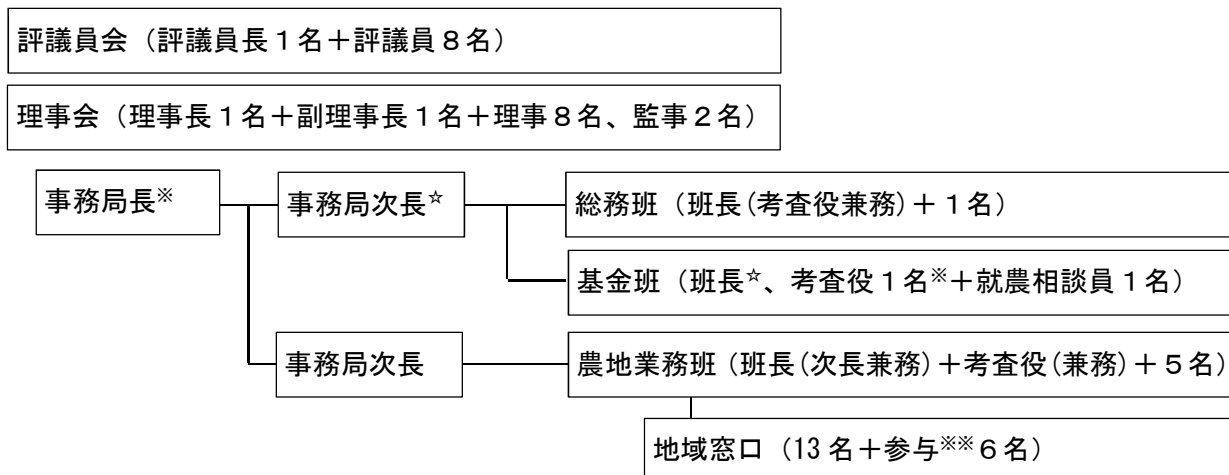 評議員会（評議員長１名＋評議員８名）
理事会（理事長１名＋副理事長１名＋理事８名、監事２名）
事務局長※
事務局次長☆
総務班（班長(考査役兼務)＋１名）
基金班（班長☆、考査役１名※＋就農相談員１名）
事務局次長
農地業務班（班長(次長兼務)＋考査役(兼務)＋５名）
地域窓口（13名＋参与※※６名）